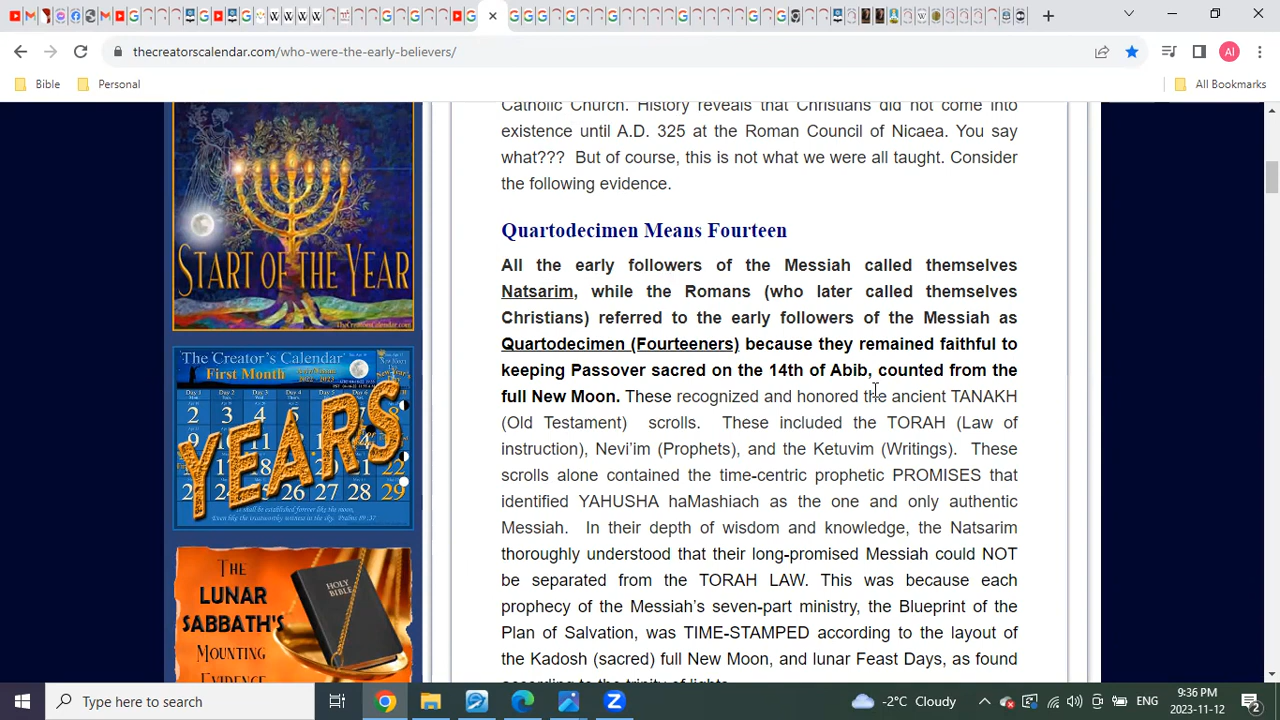 thecreatorscalendar.com/who-were-the-early-believers/
Bible
Personal
All Bookmarks
START OF THE YEAR
TheCreatorsCalendar.com
The Creator's Calendar
First Month
YEARS
THE
LUNAR
SABBATH'S
MOUNTING
EVIDENCE
HOLY
BIBLE
Catholic Church. History reveals that Christians did not come into
existence until A.D. 325 at the Roman Council of Nicaea. You say
what??? But of course, this is not what we were all taught. Consider
the following evidence.
Quartodecimen Means Fourteen
All the early followers of the Messiah called themselves
Natsarim, while the Romans (who later called themselves
Christians) referred to the early followers of the Messiah as
Quartodecimen (Fourteeners) because they remained faithful to
keeping Passover sacred on the 14th of Abib, counted from the
full New Moon. These recognized and honored the ancient TANAKH
(Old Testament) scrolls. These included the TORAH (Law of
instruction), Nevi'im (Prophets), and the Ketuvim (Writings). These
scrolls alone contained the time-centric prophetic PROMISES that
identified YAHUSHA haMashiach as the one and only authentic
Messiah. In their depth of wisdom and knowledge, the Natsarim
thoroughly understood that their long-promised Messiah could NOT
be separated from the TORAH LAW. This was because each
prophecy of the Messiah's seven-part ministry, the Blueprint of the
Plan of Salvation, was TIME-STAMPED according to the layout of
the Kadosh (sacred) full New Moon, and lunar Feast Days, as found
according to the trinity of lights
Type here to search
-2°C Cloudy
ENG
9:36 PM
2023-11-12